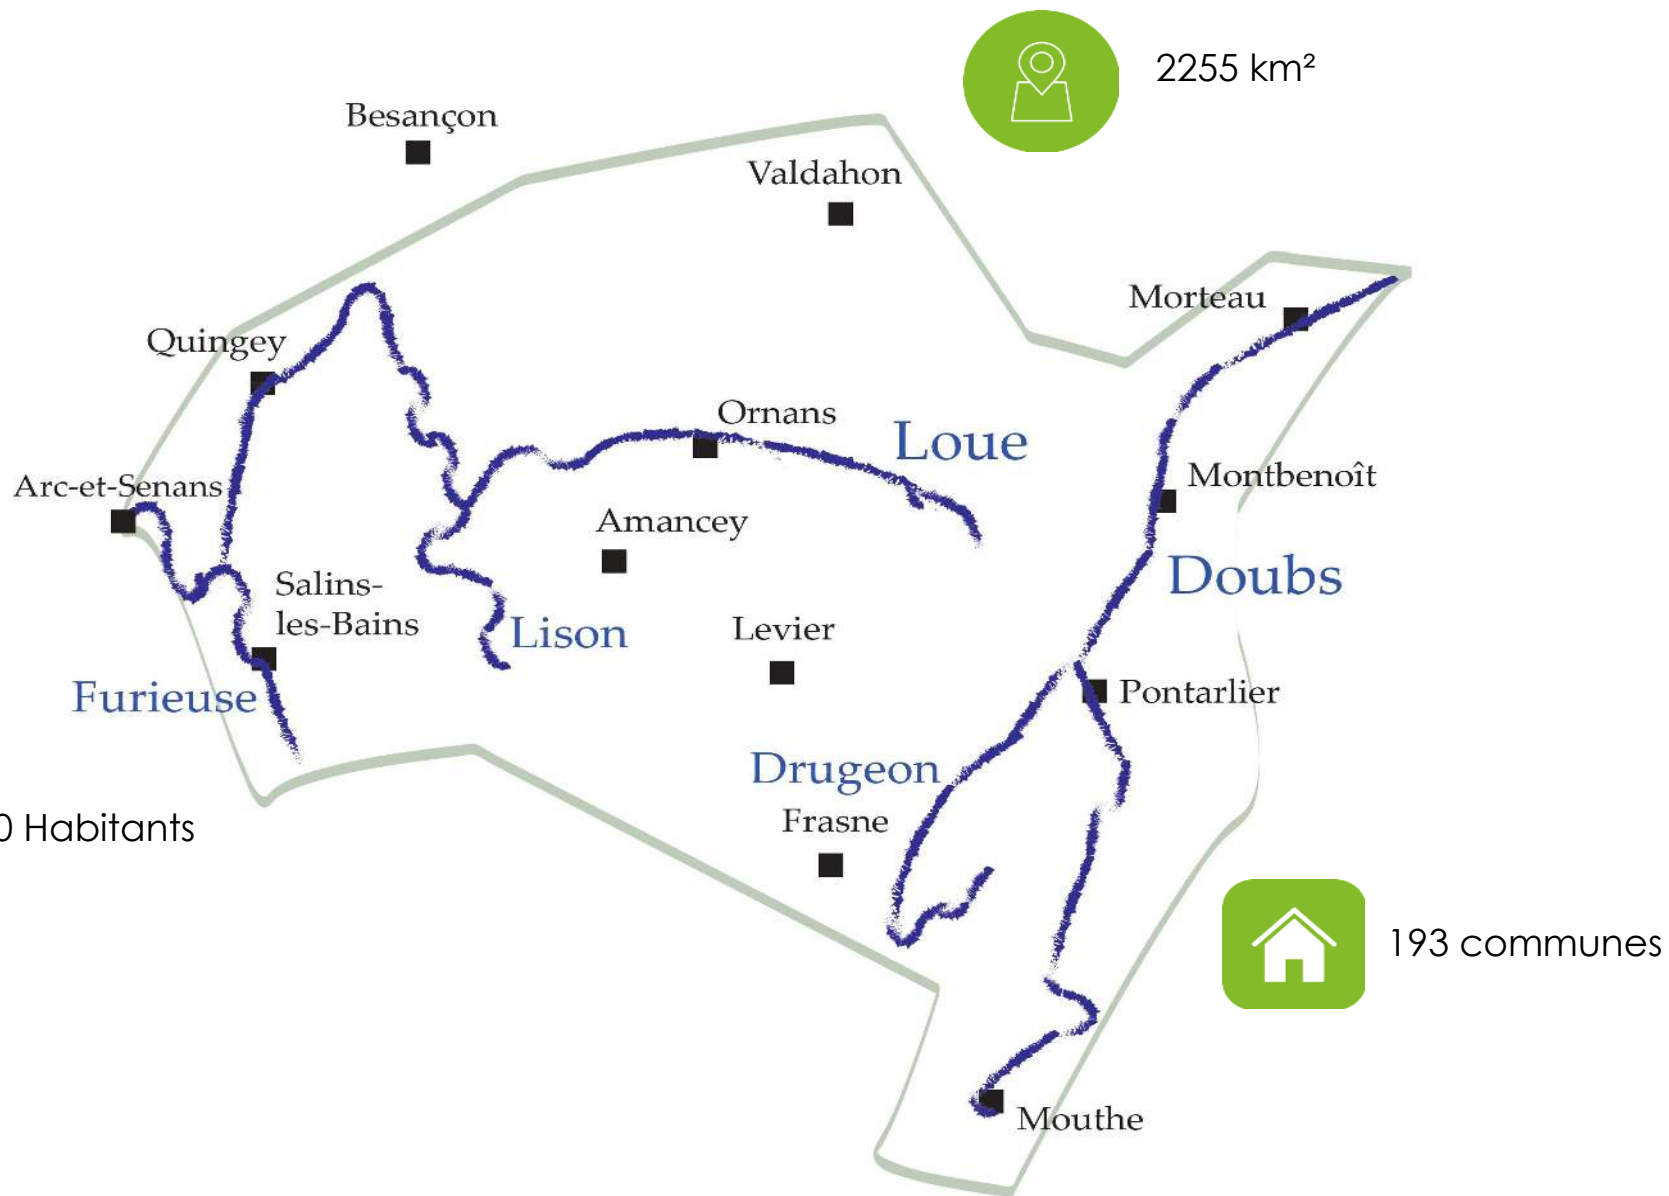 2255 km²
Besançon
Valdahon
Morteau
Quingey
Ornans
Loue
Montbenoît
Arc-et-Senans
Amancey
Doubs
Salins-
les-Bains
Lison
Levier
Furieuse
Pontarlier
Drugeon
Frasne
0 Habitants
193 communes
Mouthe